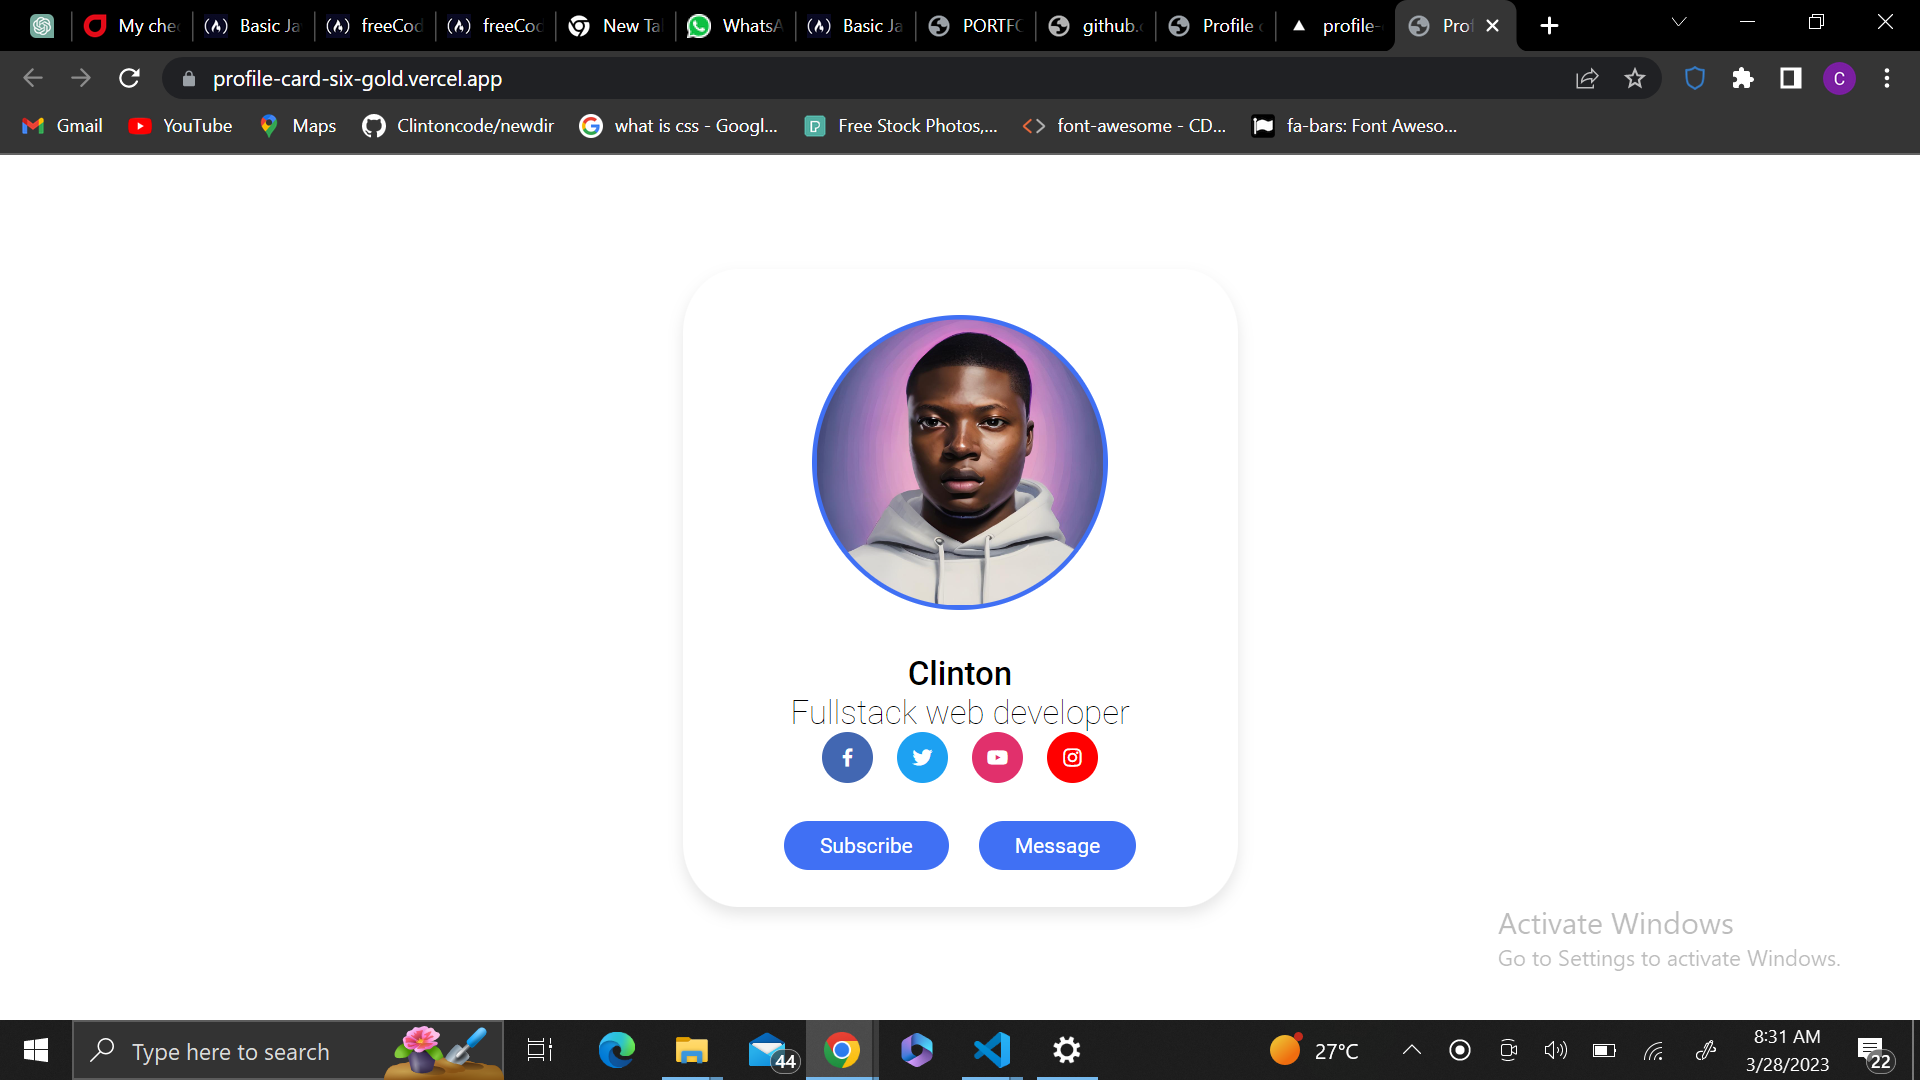 My che
Basic Ja
freeCod
freeCod
New Ta
WhatsA
Basic Ja
PORTFO
github.
Profile
profile-
Prof
profile-card-six-gold.vercel.app
C
Gmail
YouTube
Maps
Clintoncode/newdir
what is css - Googl...
Free Stock Photos,...
font-awesome - CD...
fa-bars: Font Aweso...
Clinton
Fullstack web developer
Subscribe
Message
Activate Windows
Go to Settings to activate Windows.
Type here to search
44
27°C
8:31 AM
3/28/2023
22